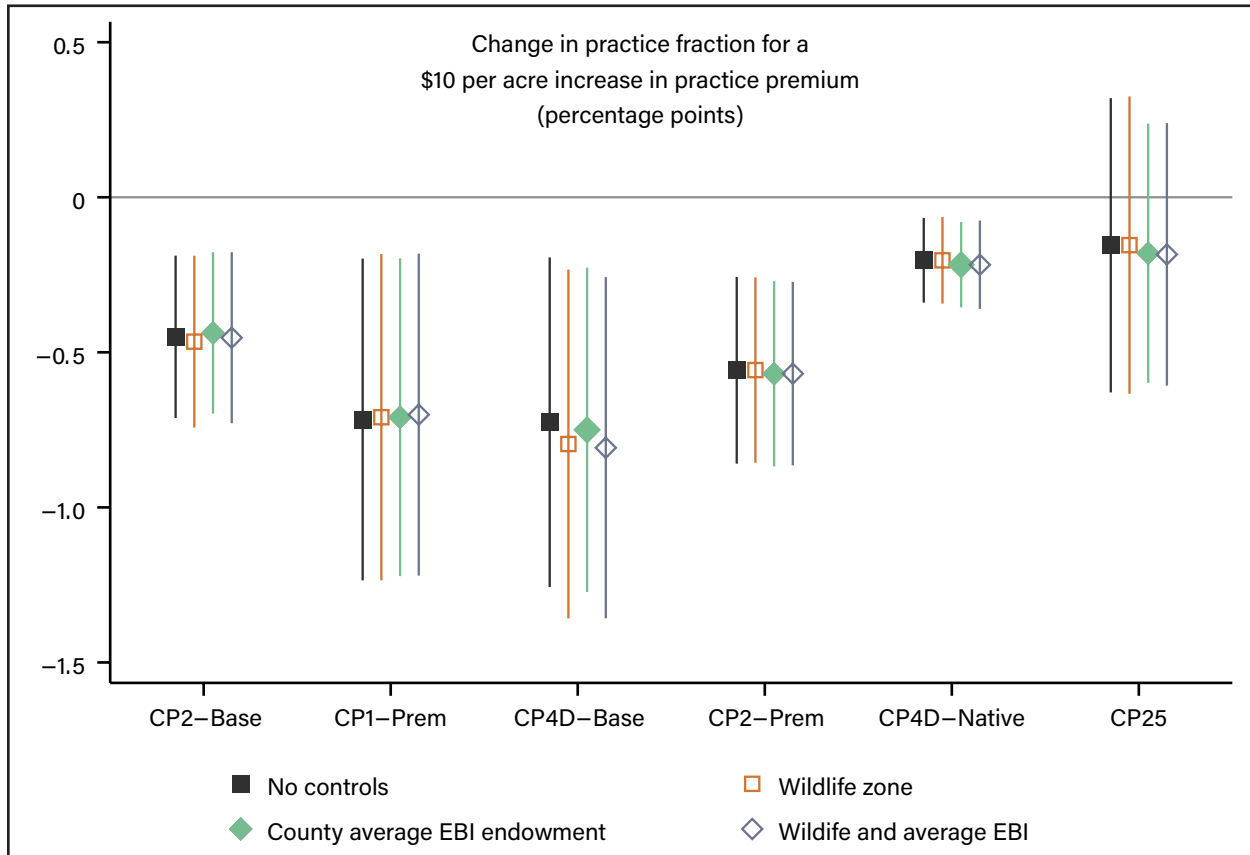 Change in practice fraction for a
$10 per acre increase in practice premium
(percentage points)
0.5
0
−0.5
−1.0
−1.5
CP2−Base CP1−Prem CP4D−Base CP2−Prem CP4D−Native CP25
No controls Wildlife zone
County average EBI endowment Wildife and average EBI